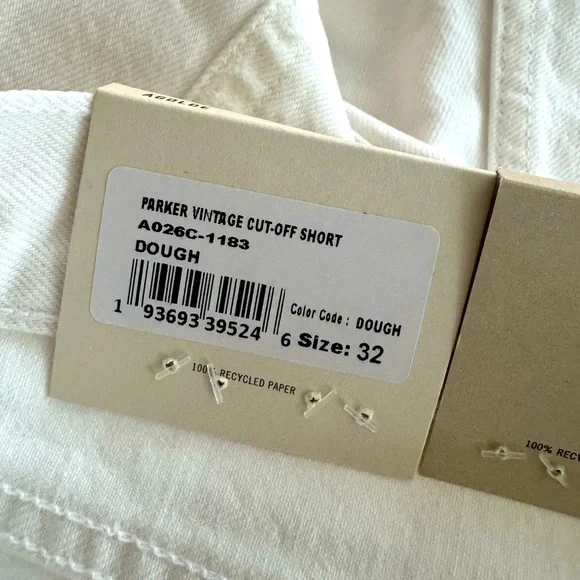 AGOLDE
PARKER VINTAGE CUT-OFF SHORT
A026C-1183
DOUGH
Color Code : DOUGH
1 93693 39524 6 Size: 32
100% RECYCLED PAPER
100% RECY